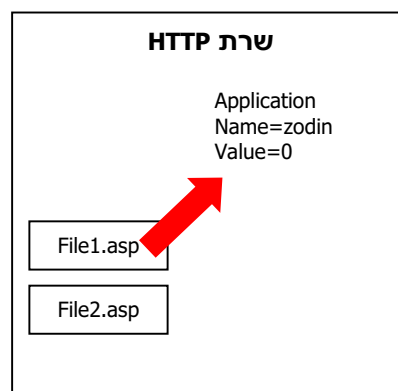 שרת HTTP
Application
Name=zodin
Value=0
File1.asp
File2.asp